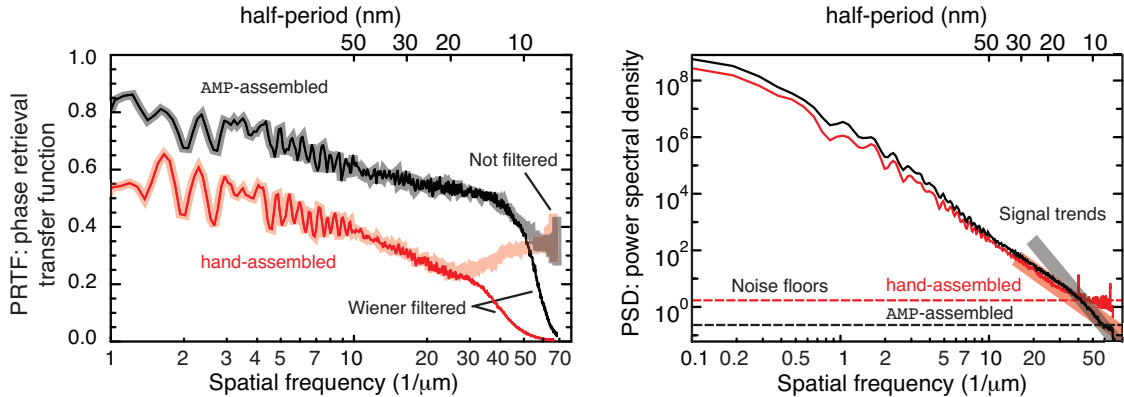 half-period (nm)
50 30 20 10
1.0
0.8
0.6
0.4
0.2
0.0
PRTF: phase retrieval
transfer function
AMP-assembled
Not filtered
hand-assembled
Wiener filtered
1 2 3 4 5 7 10 20 30 40 50 70
Spatial frequency (1/μm)
half-period (nm)
50 30 20 10
10⁸
10⁶
10⁴
10²
10⁰
10⁻¹
PSD: power spectral density
Signal trends
Noise floors
hand-assembled
AMP-assembled
0.1 0.2 0.5 1 2 3 5 7 10 20 50
Spatial frequency (1/μm)